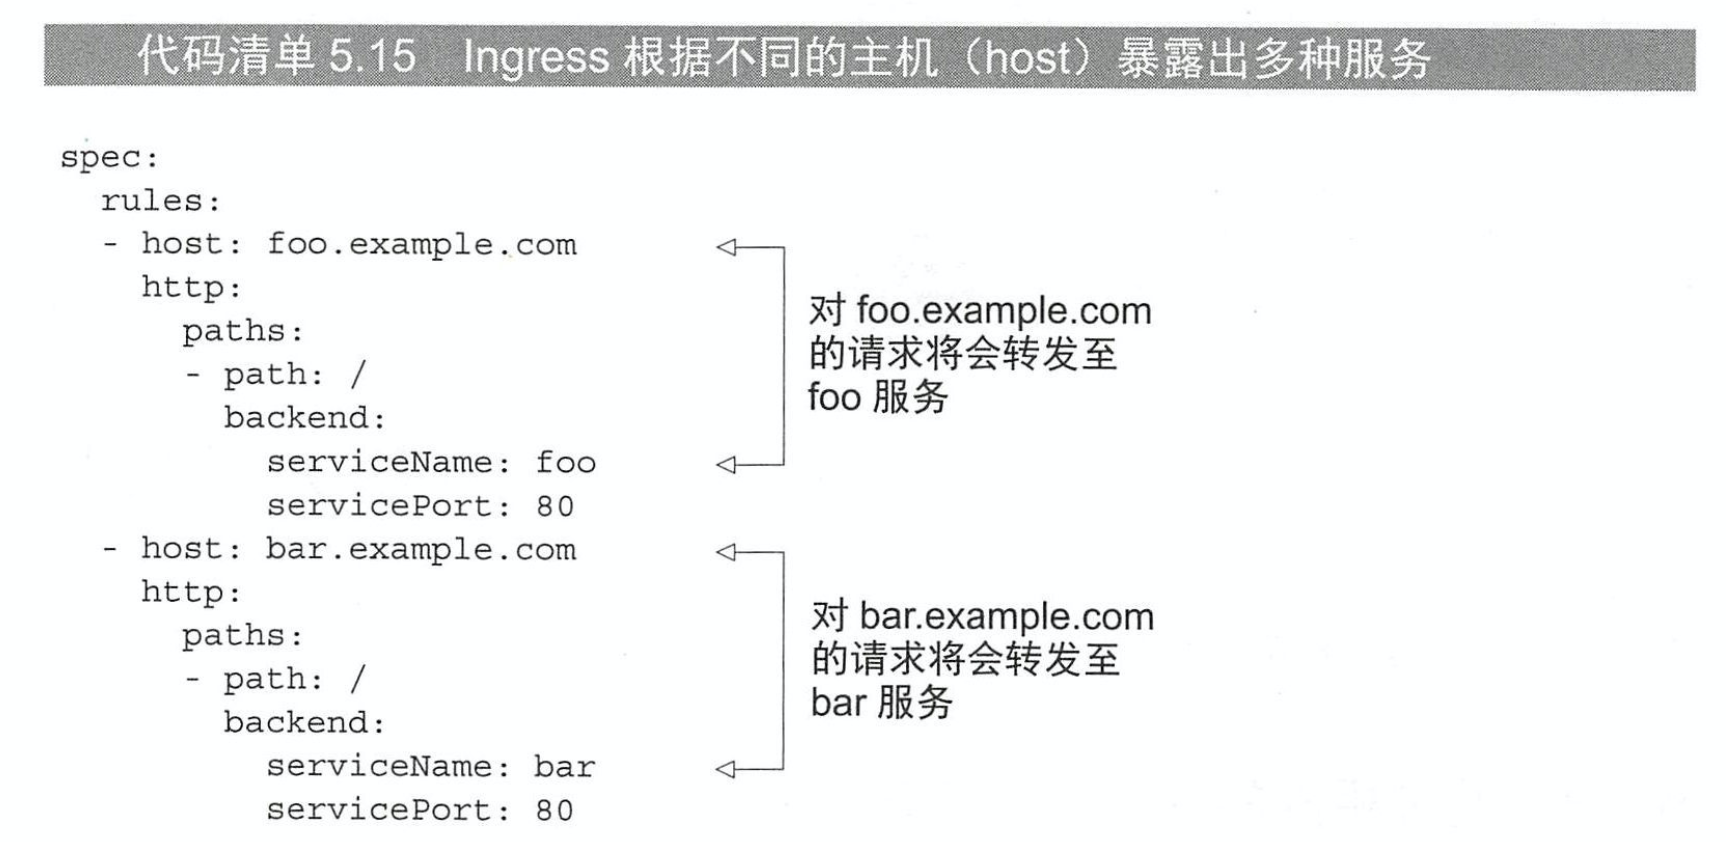 代码清单 5.15 Ingress 根据不同的主机（host）暴露出多种服务
spec:
  rules:
  - host: foo.example.com
    http:
      paths:
      - path: /
        backend:
          serviceName: foo
          servicePort: 80
  - host: bar.example.com
    http:
      paths:
      - path: /
        backend:
          serviceName: bar
          servicePort: 80
对 foo.example.com
的请求将会转发至
foo 服务
对 bar.example.com
的请求将会转发至
bar 服务